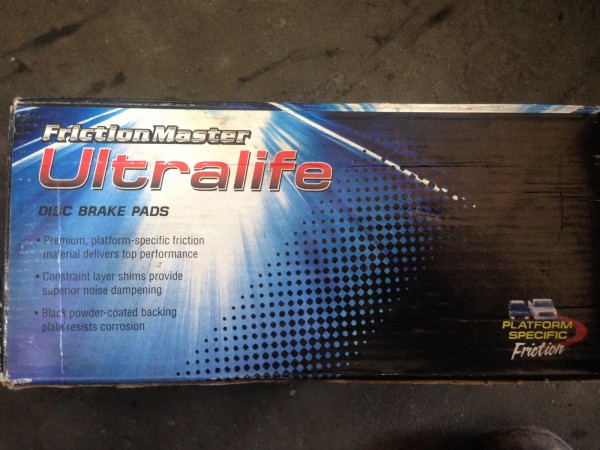 FrictionMaster
Ultralife
DISC BRAKE PADS
• Premium, platform-specific friction
material delivers top performance
• Constraint layer shims provide
superior noise dampening
• Black powder-coated backing
plate resists corrosion
PLATFORM
SPECIFIC
Friction